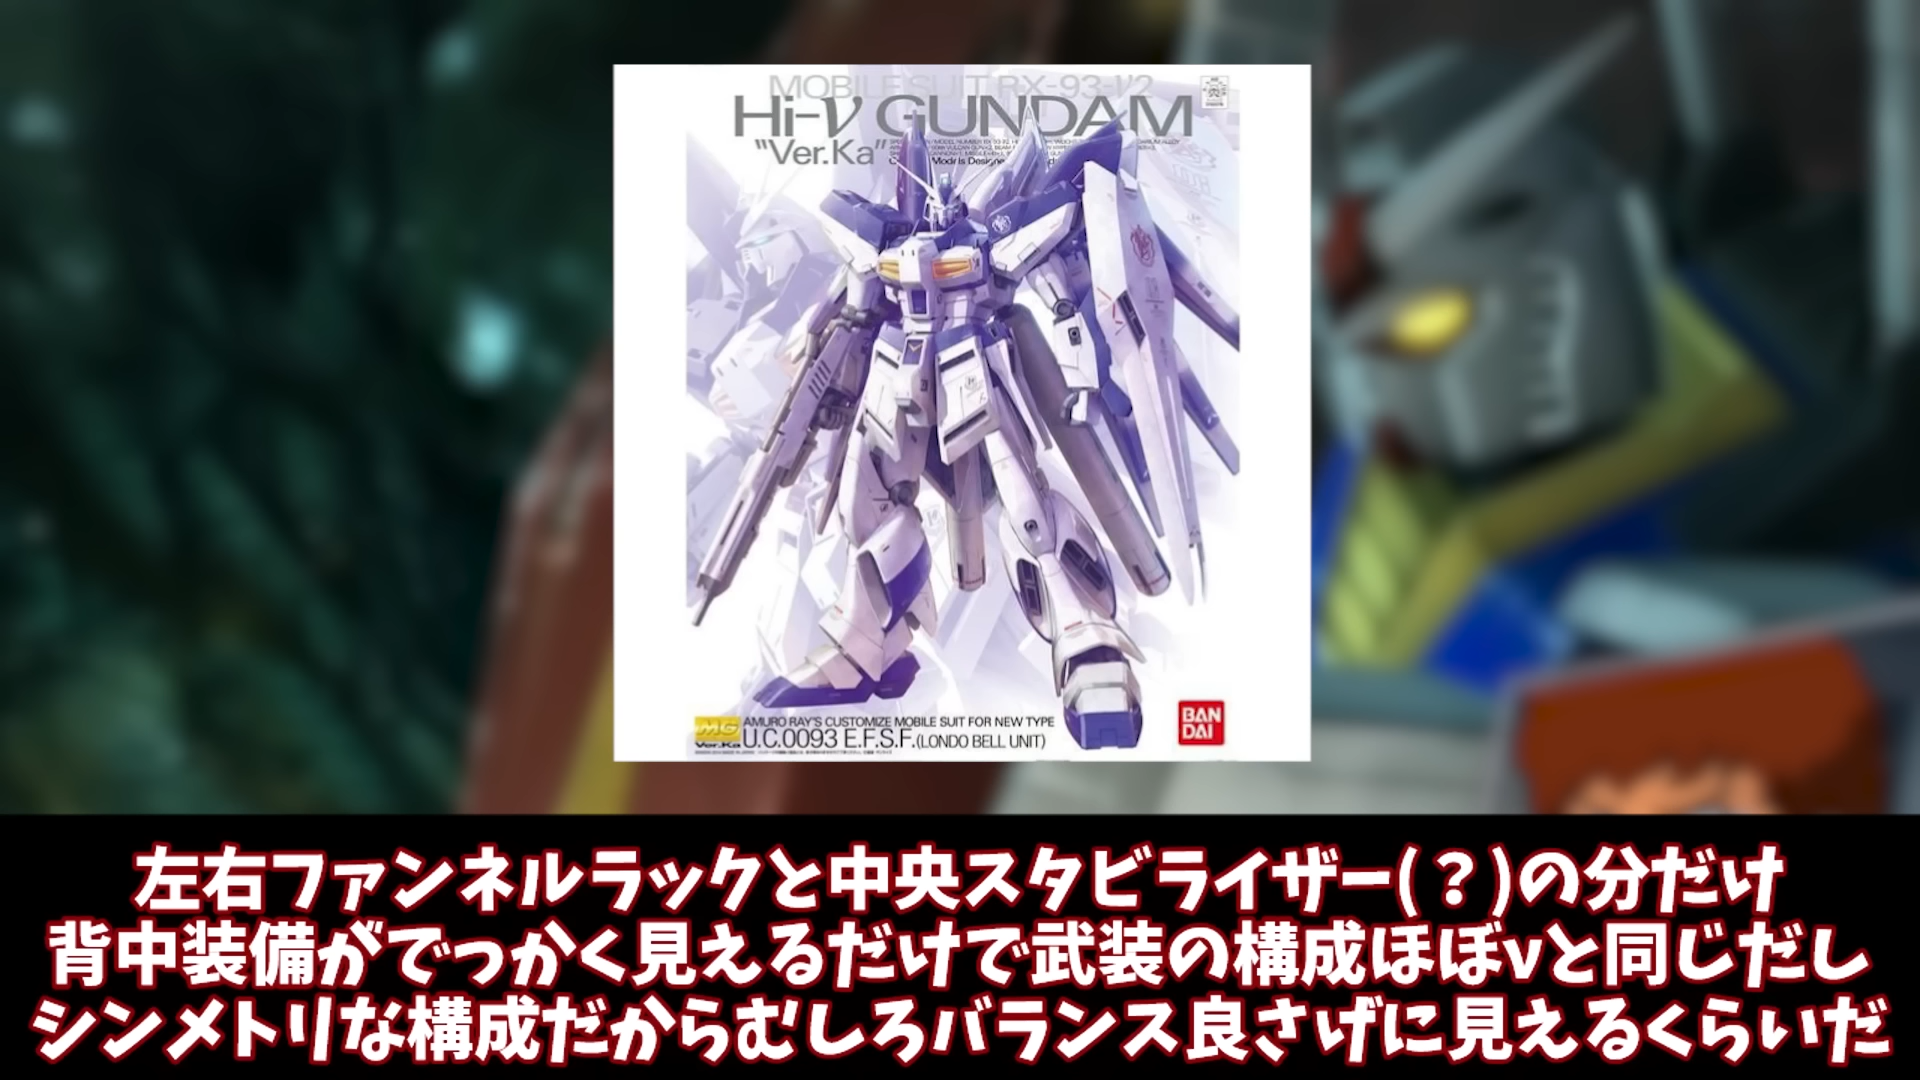 MOBILE SUIT RX-93-ν2
Hi-ν GUNDAM
"Ver.Ka"
MG
Ver.Ka
AMURO RAY'S CUSTOMIZE MOBILE SUIT FOR NEW TYPE
U.C.0093 E.F.S.F.(LONDO BELL UNIT)
BAN
DAI
左右ファンネルラックと中央スタビライザー(？)の分だけ
背中装備がでっかく見えるだけで武装の構成ほぼνと同じだし
シンメトリな構成だからむしろバランス良さげに見えるくらいだ